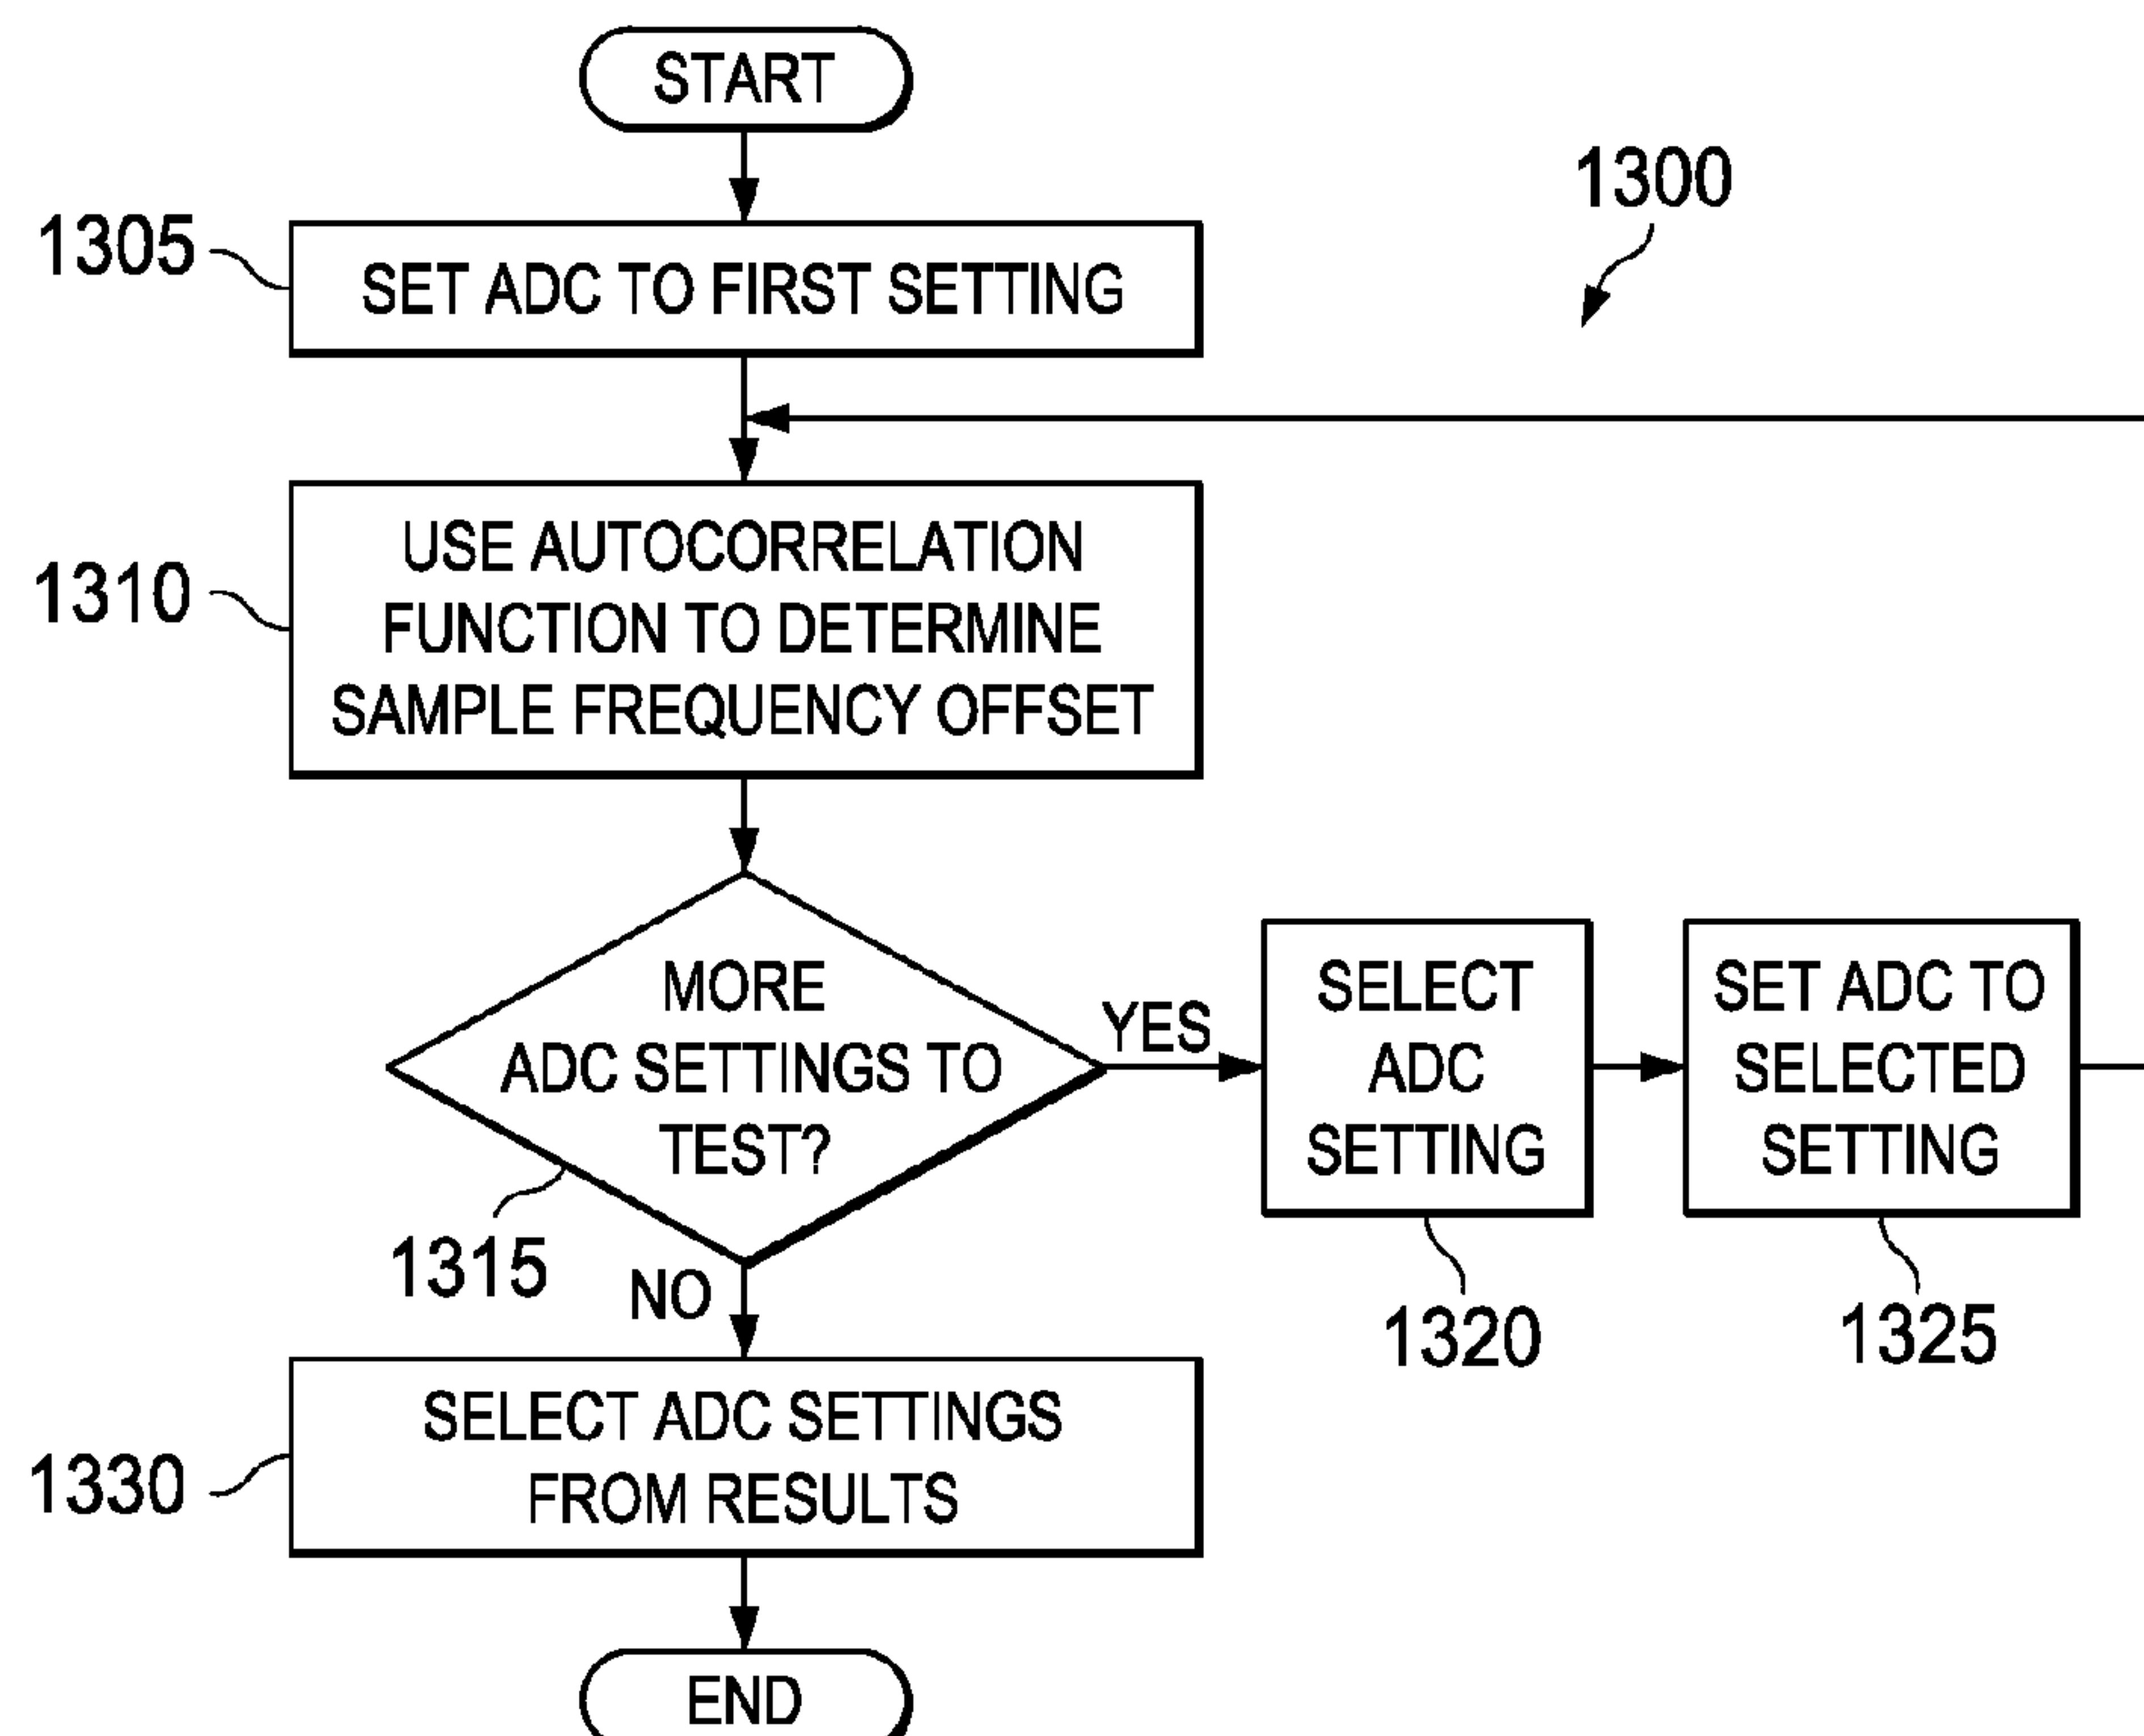 START
1300
1305
SET ADC TO FIRST SETTING
1310
USE AUTOCORRELATION
FUNCTION TO DETERMINE
SAMPLE FREQUENCY OFFSET
MORE
ADC SETTINGS TO
TEST?
1315
YES
SELECT
ADC
SETTING
1320
SET ADC TO
SELECTED
SETTING
1325
NO
1330
SELECT ADC SETTINGS
FROM RESULTS
END